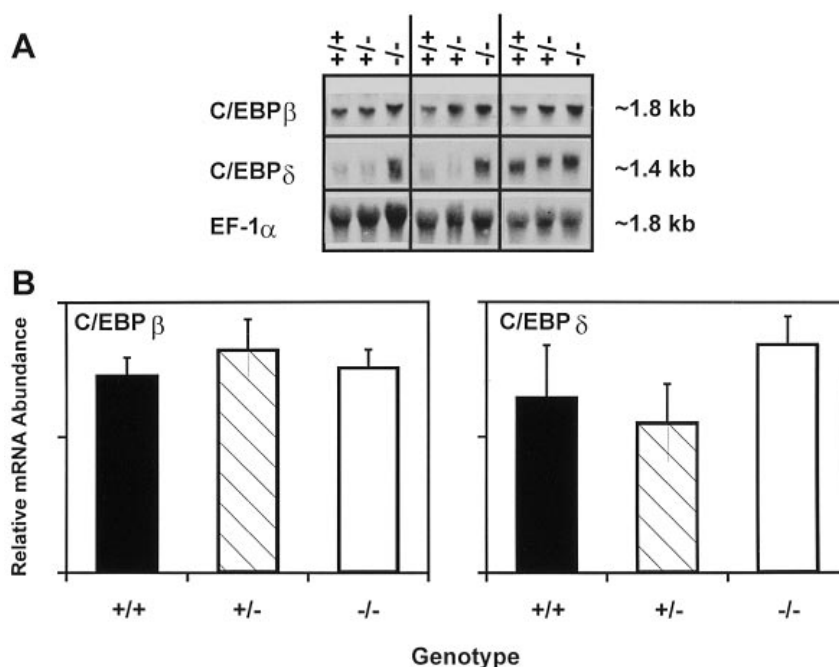 A
+/+ +/- -/- +/+ +/- -/- +/+ +/- -/-
C/EBPβ ~1.8 kb
C/EBPδ ~1.4 kb
EF-1α ~1.8 kb
B
Relative mRNA Abundance
C/EBP β
C/EBP δ
+/+ +/- -/- +/+ +/- -/-
Genotype